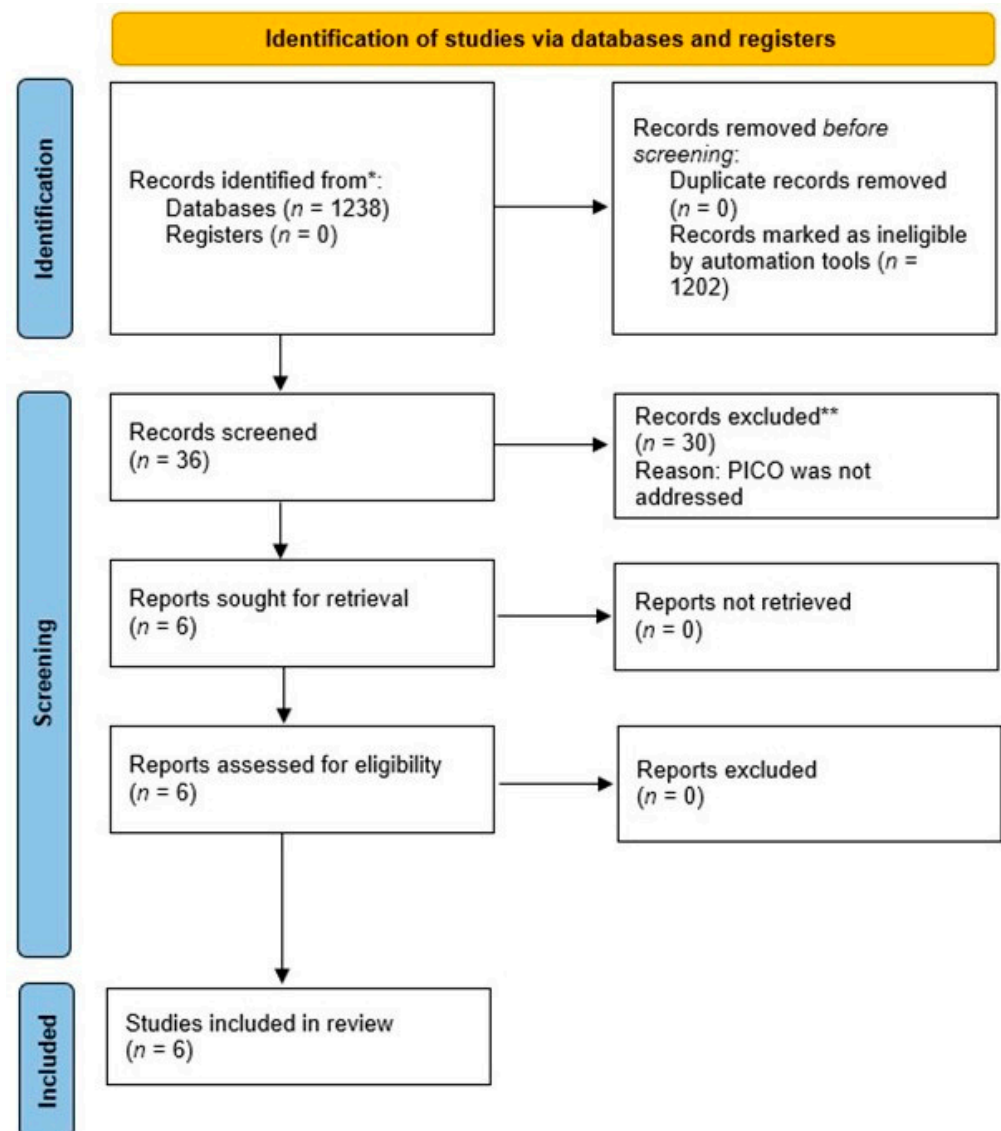 Identification of studies via databases and registers
Identification
Records identified from*:
Databases (n = 1238)
Registers (n = 0)
Records removed before
screening:
Duplicate records removed
(n = 0)
Records marked as ineligible
by automation tools (n =
1202)
Screening
Records screened
(n = 36)
Records excluded**
(n = 30)
Reason: PICO was not
addressed
Reports sought for retrieval
(n = 6)
Reports not retrieved
(n = 0)
Reports assessed for eligibility
(n = 6)
Reports excluded
(n = 0)
Included
Studies included in review
(n = 6)